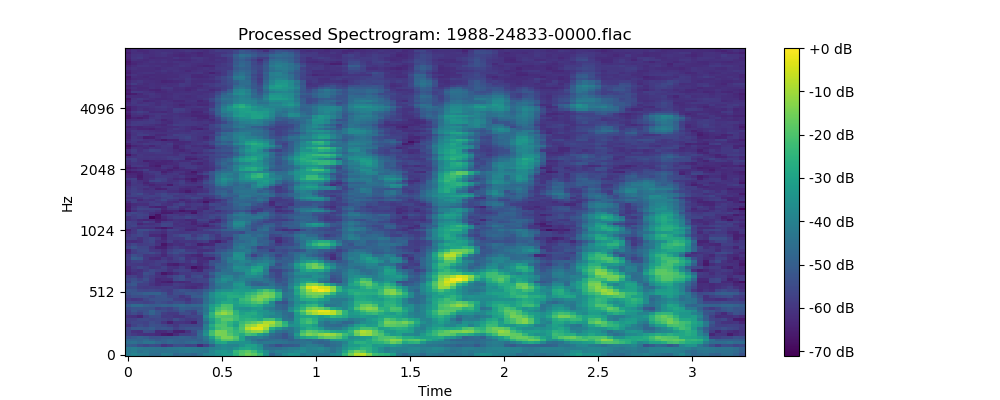 Processed Spectrogram: 1988-24833-0000.flac
Hz
4096
2048
1024
512
0
0 0.5 1 1.5 2 2.5 3
Time
+0 dB
-10 dB
-20 dB
-30 dB
-40 dB
-50 dB
-60 dB
-70 dB